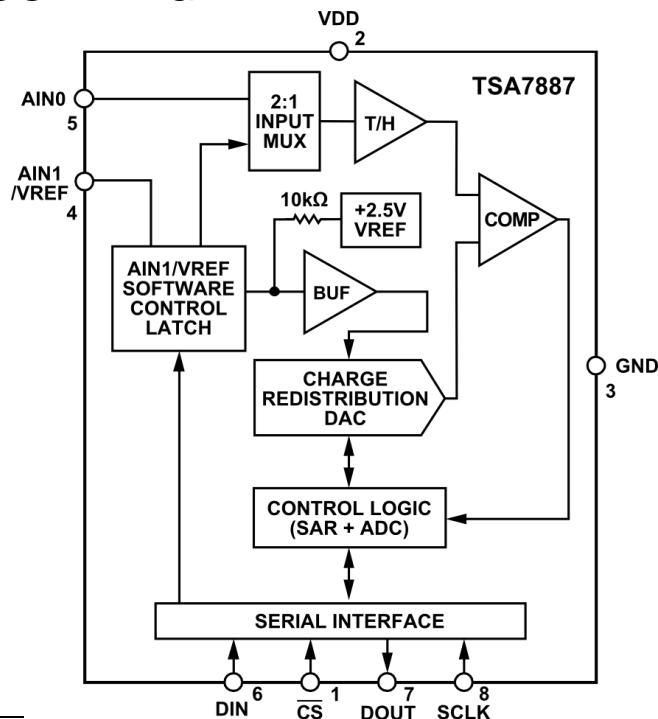 VDD
2
TSA7887
AIN0
5
2:1
INPUT
MUX
T/H
AIN1
/VREF
4
10kΩ
+2.5V
VREF
COMP
AIN1/VREF
SOFTWARE
CONTROL
LATCH
BUF
GND
3
CHARGE
REDISTRIBUTION
DAC
CONTROL LOGIC
(SAR + ADC)
SERIAL INTERFACE
DIN
6
CS
1
DOUT
7
SCLK
8